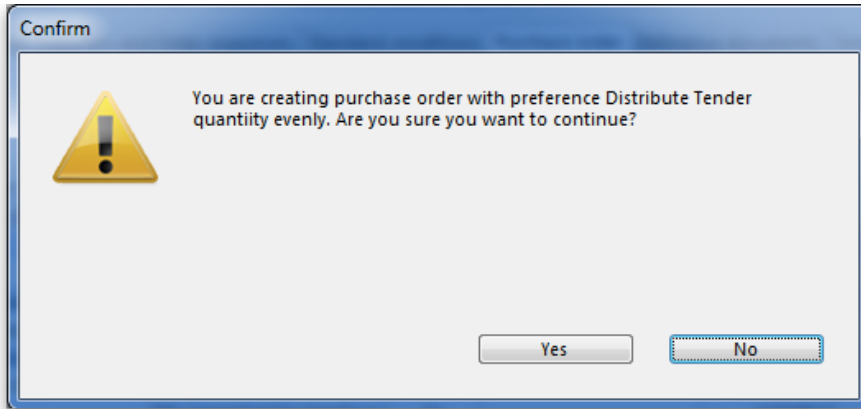 Confirm
You are creating purchase order with preference Distribute Tender
quantiity evenly. Are you sure you want to continue?
Yes
No